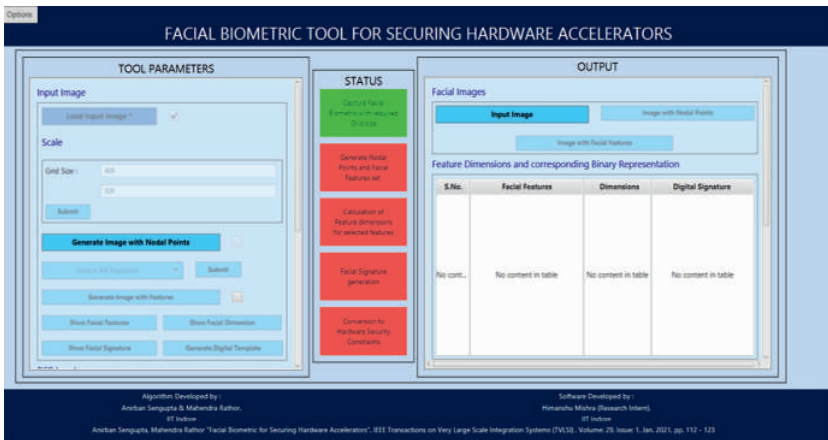 Options
FACIAL BIOMETRIC TOOL FOR SECURING HARDWARE ACCELERATORS
TOOL PARAMETERS
Input Image
Load Input Image *
Scale
Grid Size :
Submit
Generate Image with Nodal Points
Submit
Generate Image with Features
Show Facial Features
Show Facial Dimension
Show Facial Signature
Generate Digital Template
STATUS
Capture Facial
Biometric with required
Grid size
Generate Nodal
Points and Facial
Features set
Calculation of
Feature dimensions
for selected features
Facial Signature
generation
Conversion to
Hardware Security
Constraints
OUTPUT
Facial Images
Input Image
Image with Nodal Points
Image with Facial Features
Feature Dimensions and corresponding Binary Representation
S.No. Facial Features Dimensions Digital Signature
No cont... No content in table No content in table No content in table
Algorithm Developed by :
Anirban Sengupta & Mahendra Rathor,
IIT Indore
Software Developed by :
Himanshu Mishra (Research Intern),
IIT Indore
Anirban Sengupta, Mahendra Rathor "Facial Biometric for Securing Hardware Accelerators", IEEE Transactions on Very Large Scale Integration Systems (TVLSI) , Volume: 29, Issue: 1, Jan. 2021, pp. 112 - 123